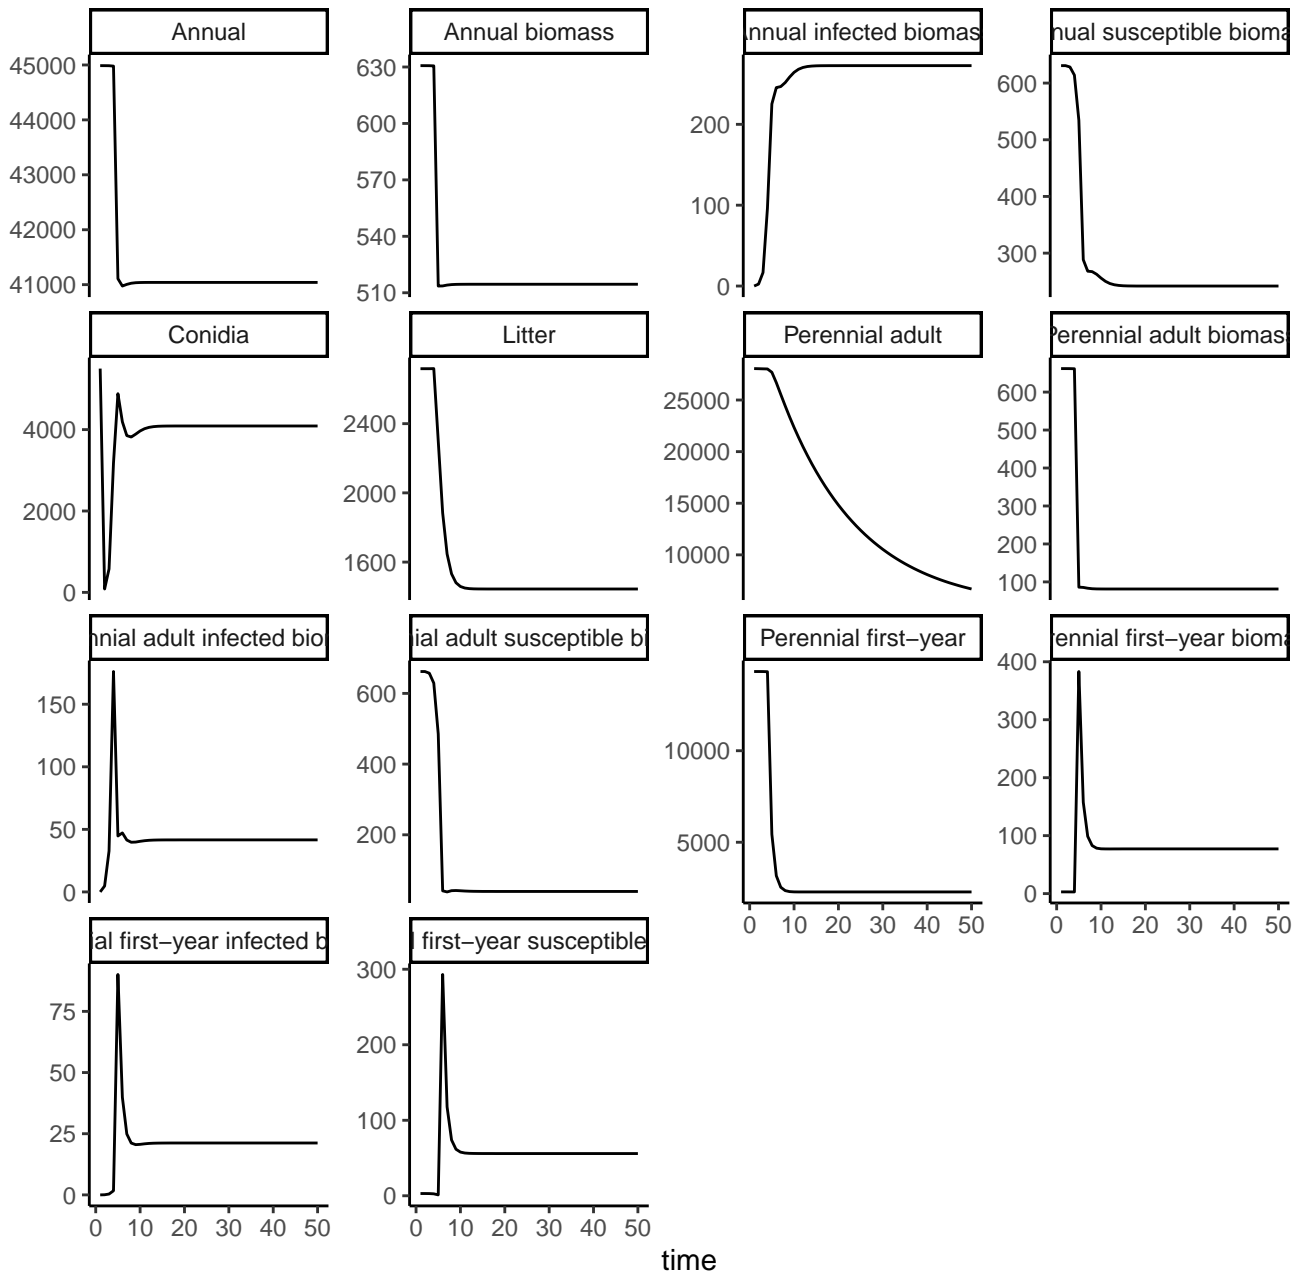 Annual
Annual biomass
Annual infected biomas
nual susceptible bioma
45000
44000
43000
42000
41000
630
600
570
540
510
200
100
0
600
500
400
300
Conidia
Litter
Perennial adult
Perennial adult biomas
4000
2000
0
2400
2000
1600
25000
20000
15000
10000
600
500
400
300
200
100
nnial adult infected bio
ial adult susceptible bi
Perennial first−year
rennial first−year bioma
150
100
50
0
600
400
200
10000
5000
400
300
200
100
0
0 10 20 30 40 50
0 10 20 30 40 50
ial first−year infected b
first−year susceptible
75
50
25
0
300
200
100
0
0 10 20 30 40 50
0 10 20 30 40 50
time